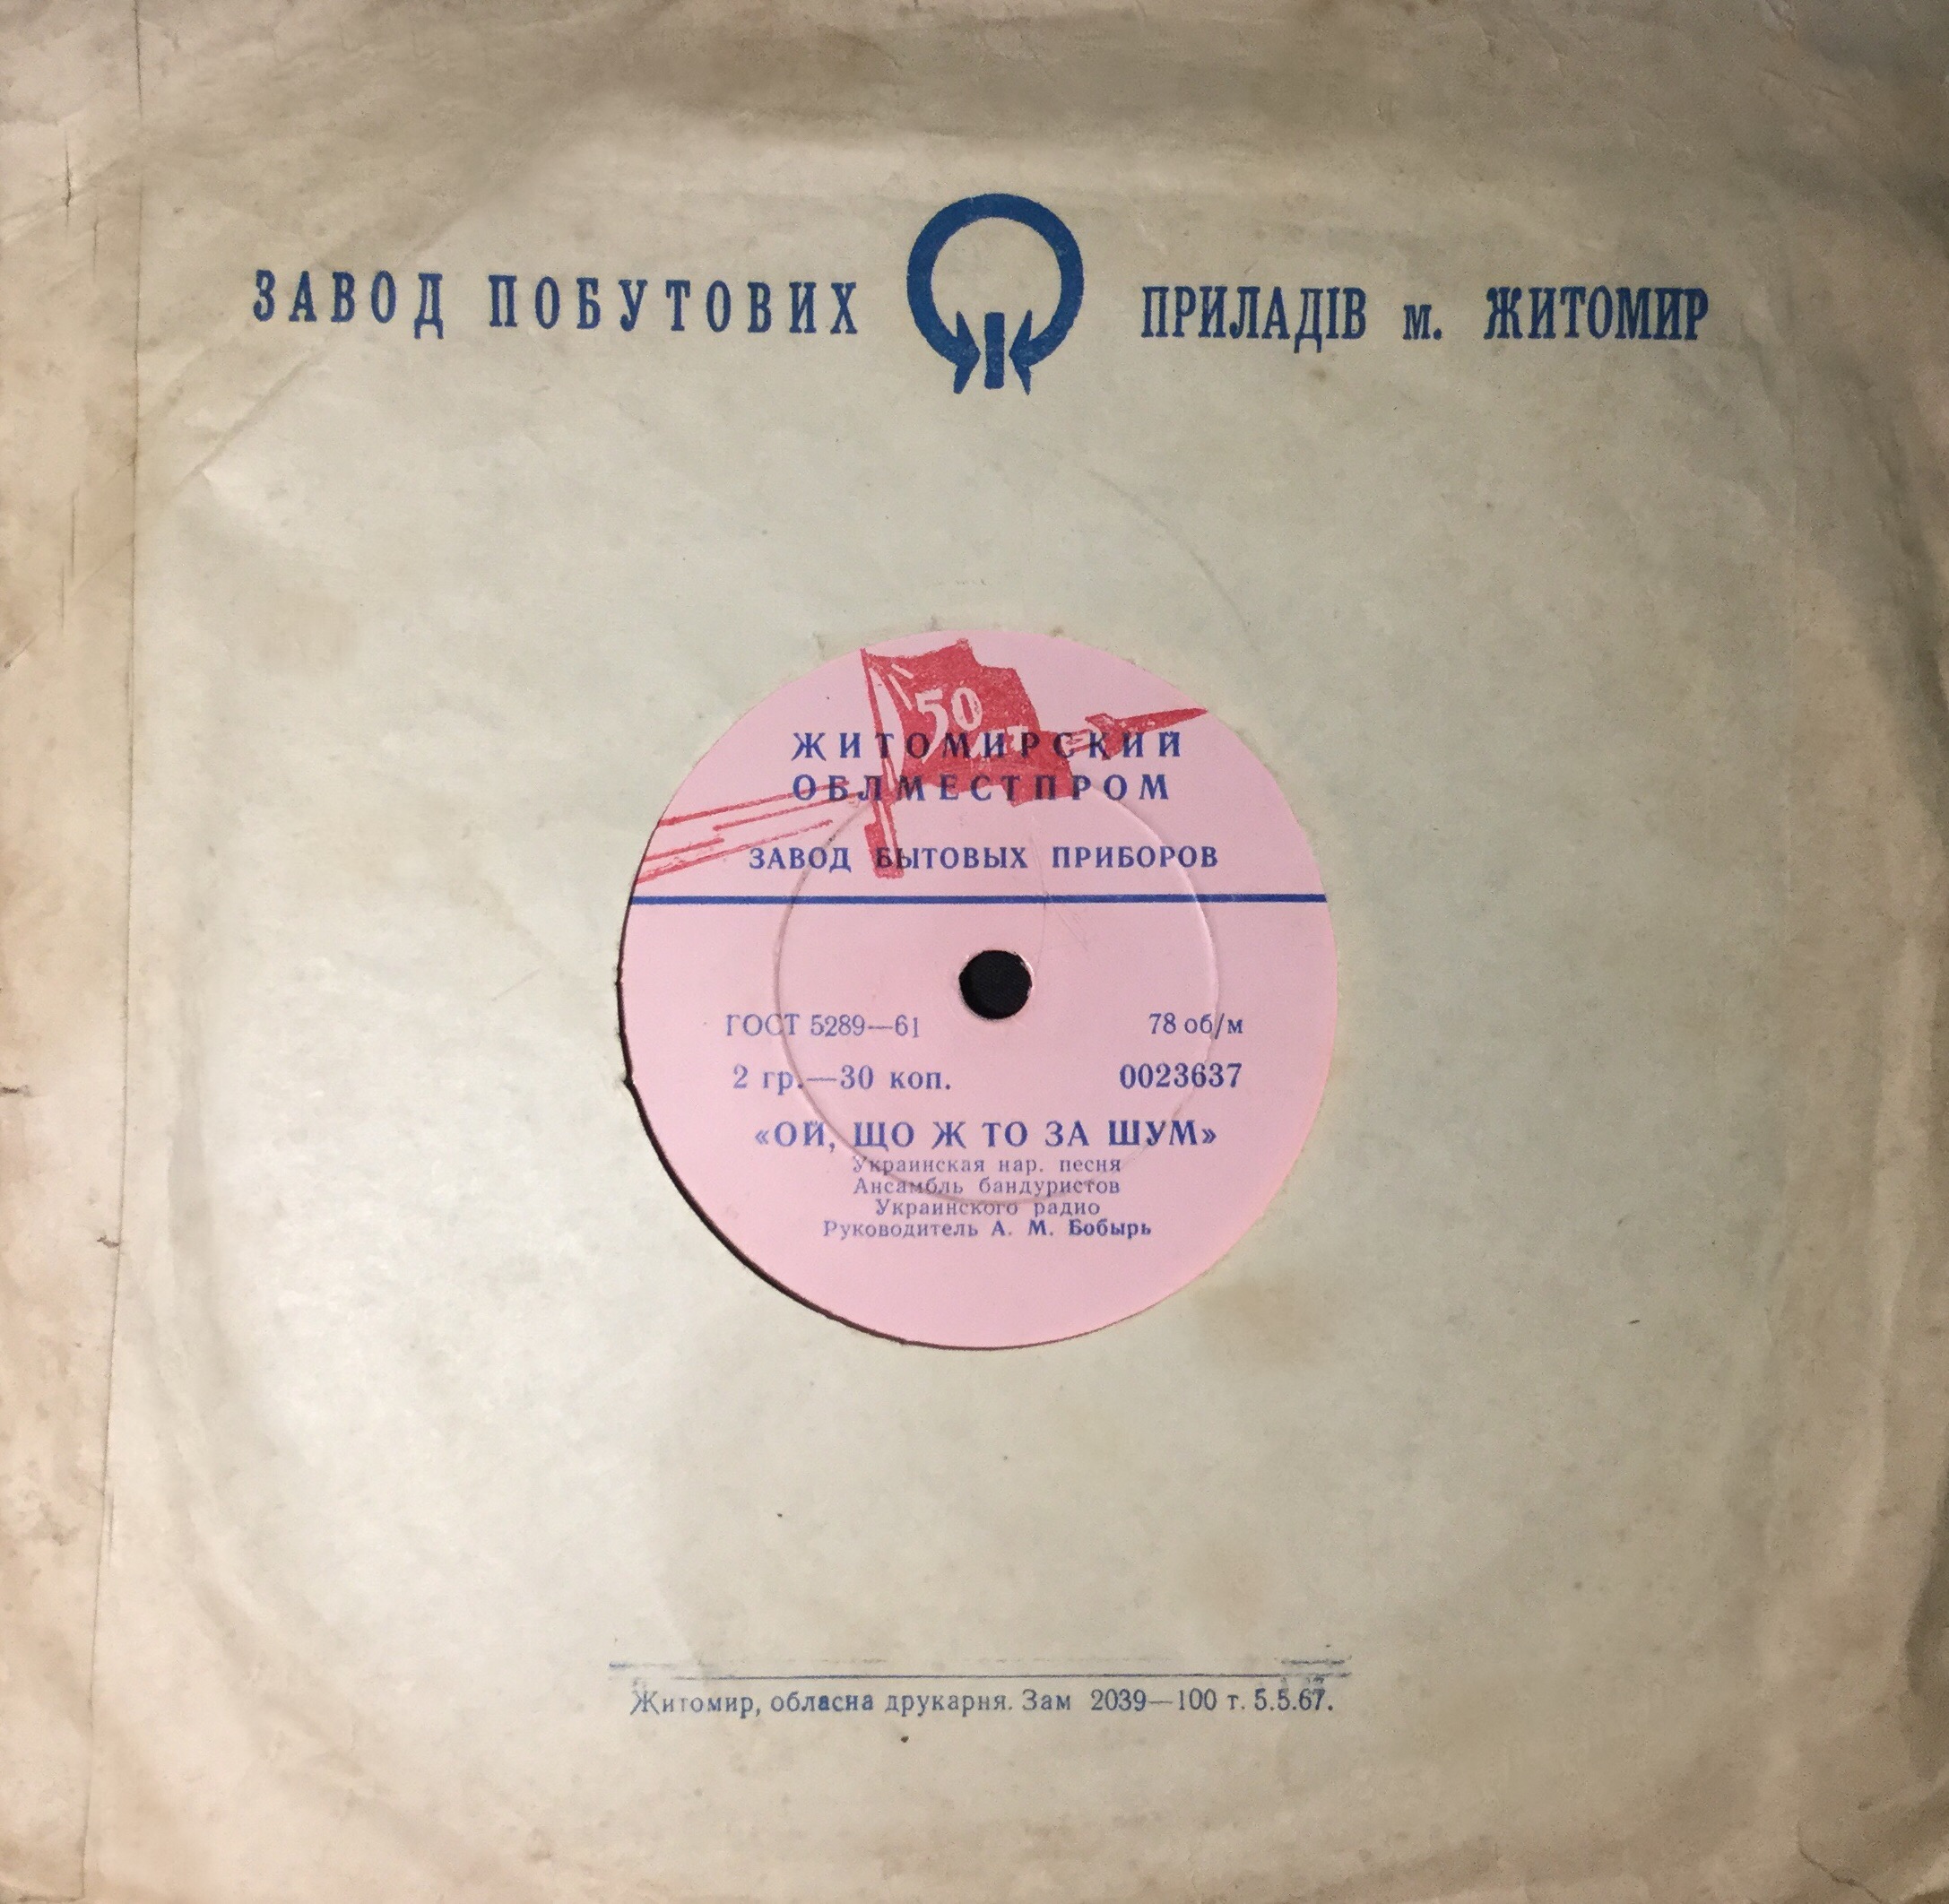 ЗАВОД ПОБУТОВИХ ПРИЛАДІВ м. ЖИТОМИР
50
ЖИТОМИРСКИЙ
ОБЛМЕСТПРОМ
ЗАВОД БЫТОВЫХ ПРИБОРОВ
ГОСТ 5289—61 78 об/м
2 гр.—30 коп. 0023637
«ОЙ, ЩО Ж ТО ЗА ШУМ»
Украинская нар. песня
Ансамбль бандуристов
Украинского радио
Руководитель А. М. Бобырь
Житомир, обласна друкарня. Зам 2039—100 т. 5.5.67.